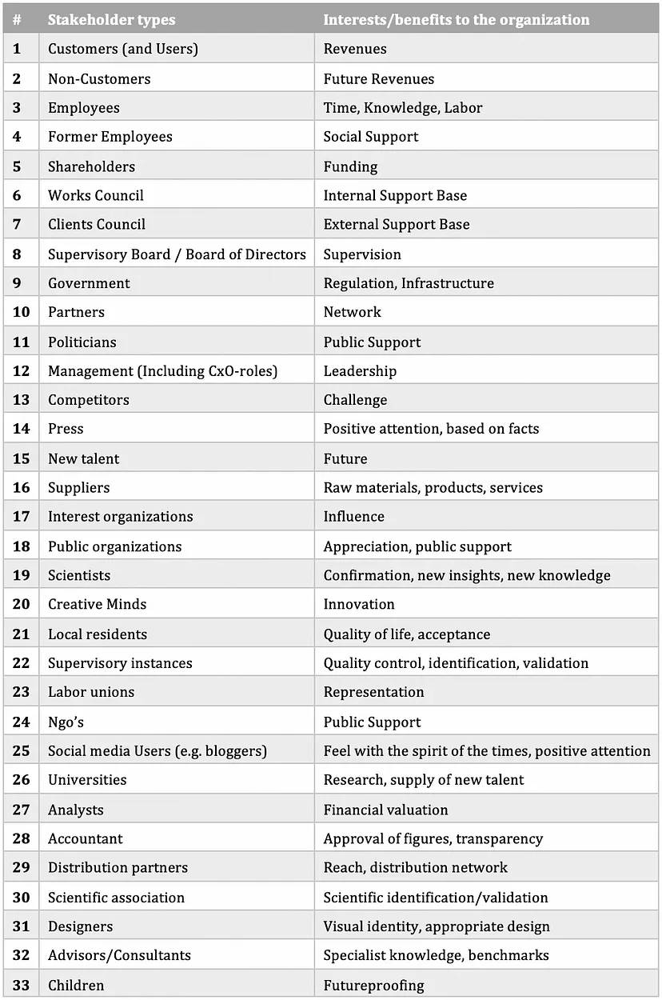 # Stakeholder types Interests/benefits to the organization
1 Customers (and Users) Revenues
2 Non-Customers Future Revenues
3 Employees Time, Knowledge, Labor
4 Former Employees Social Support
5 Shareholders Funding
6 Works Council Internal Support Base
7 Clients Council External Support Base
8 Supervisory Board / Board of Directors Supervision
9 Government Regulation, Infrastructure
10 Partners Network
11 Politicians Public Support
12 Management (Including CxO-roles) Leadership
13 Competitors Challenge
14 Press Positive attention, based on facts
15 New talent Future
16 Suppliers Raw materials, products, services
17 Interest organizations Influence
18 Public organizations Appreciation, public support
19 Scientists Confirmation, new insights, new knowledge
20 Creative Minds Innovation
21 Local residents Quality of life, acceptance
22 Supervisory instances Quality control, identification, validation
23 Labor unions Representation
24 Ngo’s Public Support
25 Social media Users (e.g. bloggers) Feel with the spirit of the times, positive attention
26 Universities Research, supply of new talent
27 Analysts Financial valuation
28 Accountant Approval of figures, transparency
29 Distribution partners Reach, distribution network
30 Scientific association Scientific identification/validation
31 Designers Visual identity, appropriate design
32 Advisors/Consultants Specialist knowledge, benchmarks
33 Children Futureproofing